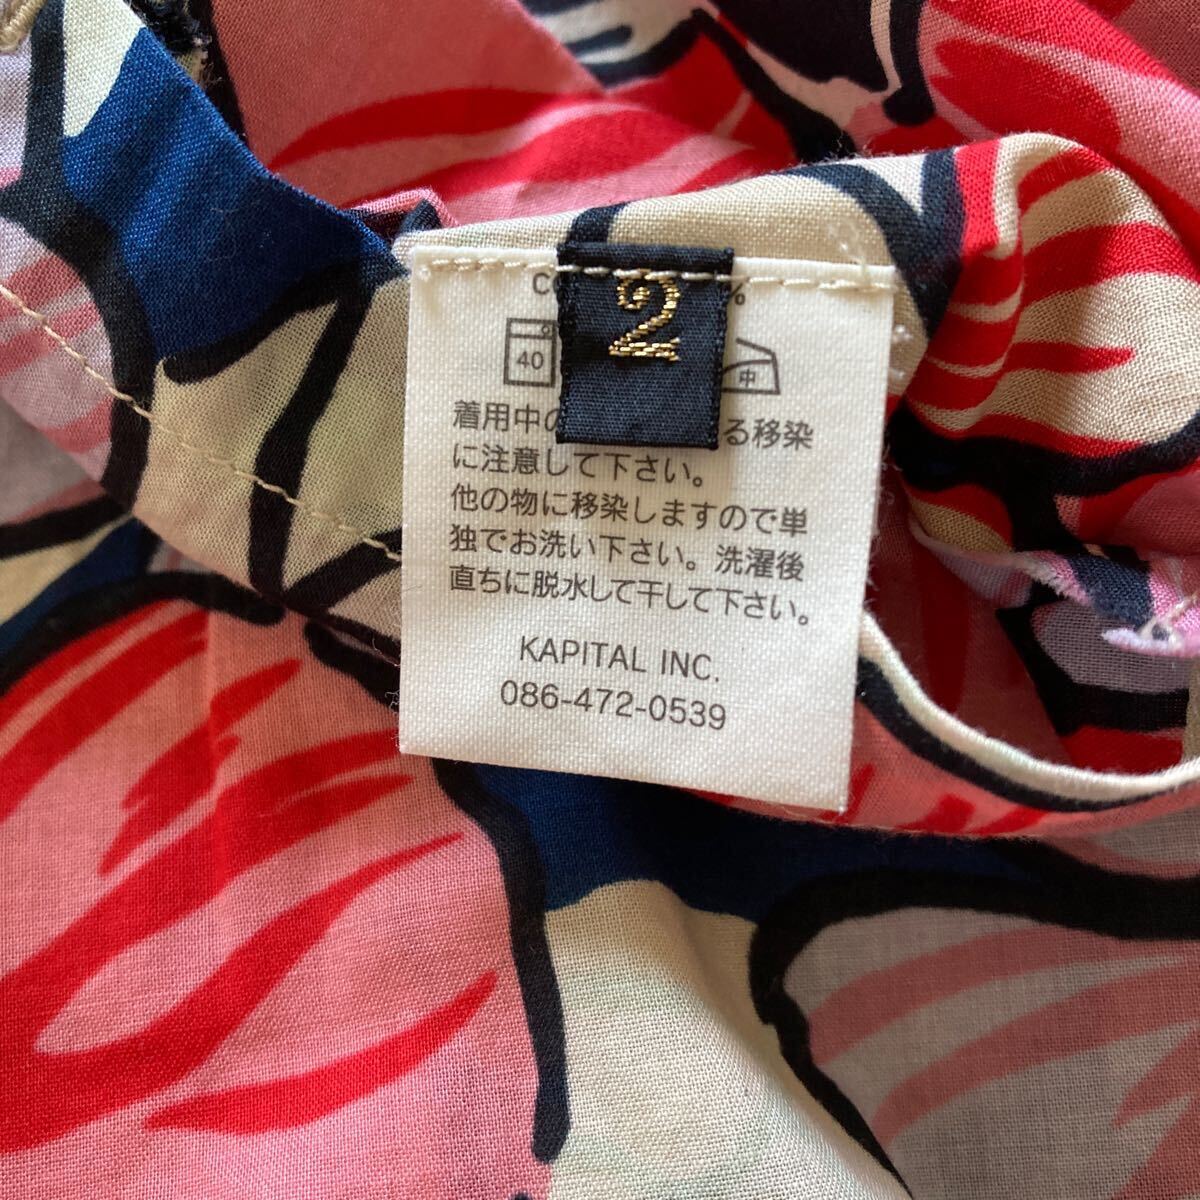 2
40
中
着用中の
る移染
に注意して下さい。
他の物に移染しますので単
独でお洗い下さい。洗濯後
直ちに脱水して干して下さい。
KAPITAL INC.
086-472-0539